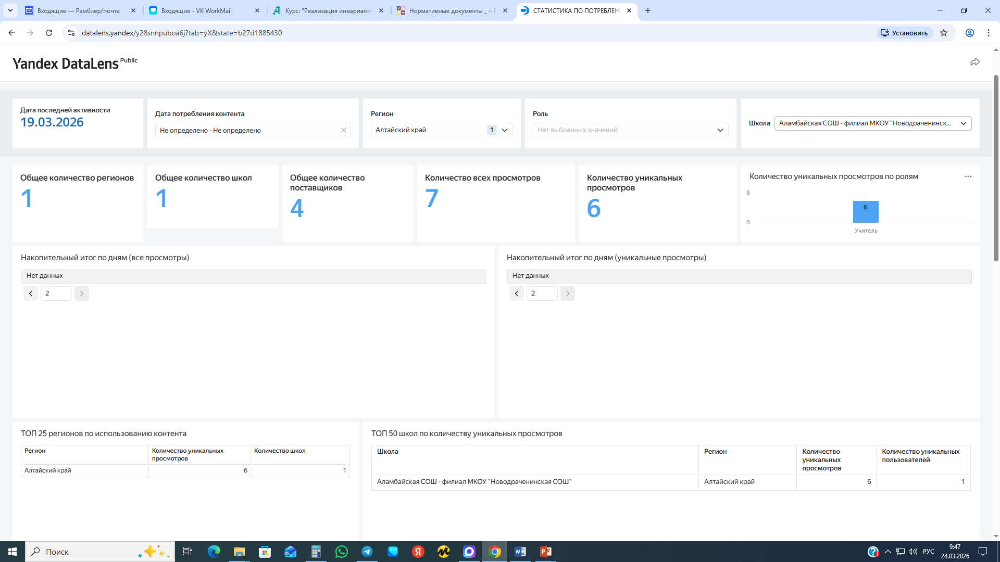 Входящие — Рамблер/почта
Входящие - VK WorkMail
Курс: "Реализация инвариант
Нормативные документы _ –
СТАТИСТИКА ПО ПОТРЕБЛЕН
datalens.yandex/y28snnpuboa6j?tab=yX&state=b27d1885430
Установить
Yandex DataLens Public
Дата последней активности
19.03.2026
Дата потребления контента
Не определено - Не определено
Регион
Алтайский край
1
Роль
Нет выбранных значений
Школа
Аламбайская СОШ - филиал МКОУ "Новодраченинск...
Общее количество регионов
1
Общее количество школ
1
Общее количество поставщиков
4
Количество всех просмотров
7
Количество уникальных просмотров
6
Количество уникальных просмотров по ролям
8
6
0
Учитель
Накопительный итог по дням (все просмотры)
Нет данных
2
Накопительный итог по дням (уникальные просмотры)
Нет данных
2
ТОП 25 регионов по использованию контента
Регион
Количество уникальных просмотров
Количество школ
Алтайский край
6
1
ТОП 50 школ по количеству уникальных просмотров
Школа
Регион
Количество уникальных просмотров
Количество уникальных пользователей
Аламбайская СОШ - филиал МКОУ "Новодраченинская СОШ"
Алтайский край
6
1
Поиск
РУС
9:47
24.03.2026